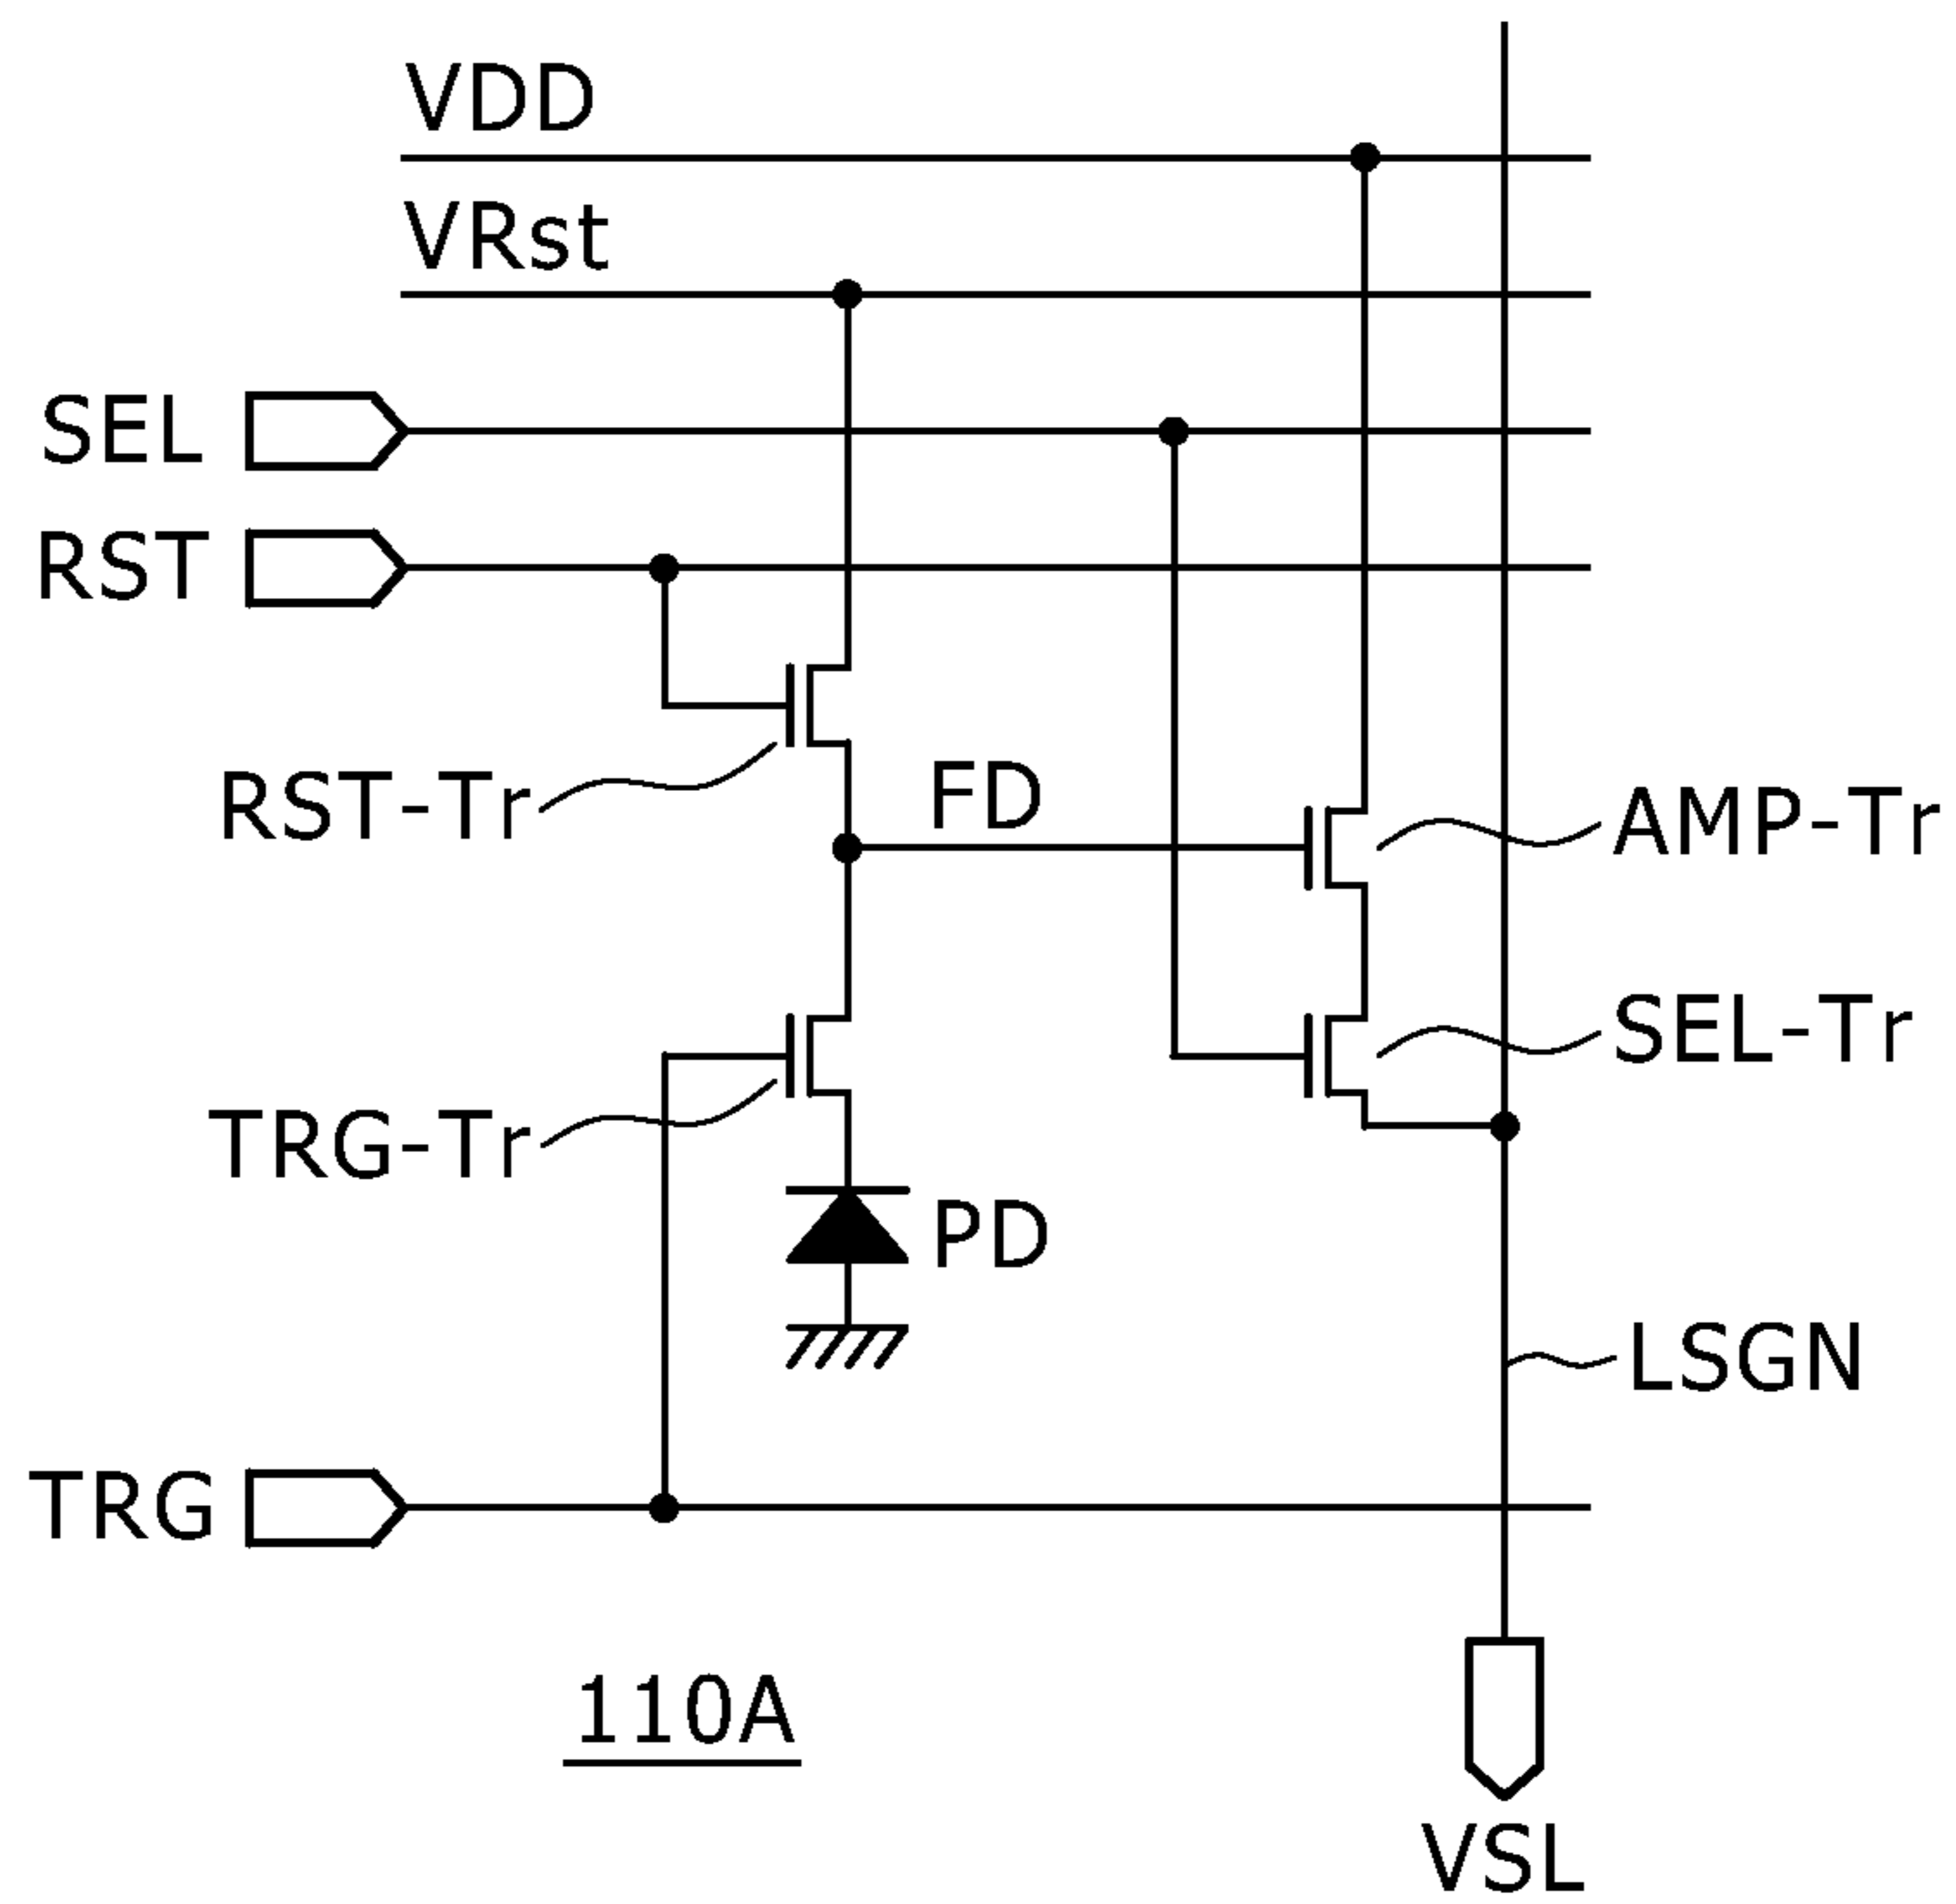 VDD
VRst
SEL
RST
RST-Tr
FD
AMP-Tr
SEL-Tr
TRG-Tr
PD
LSGN
TRG
110A
VSL